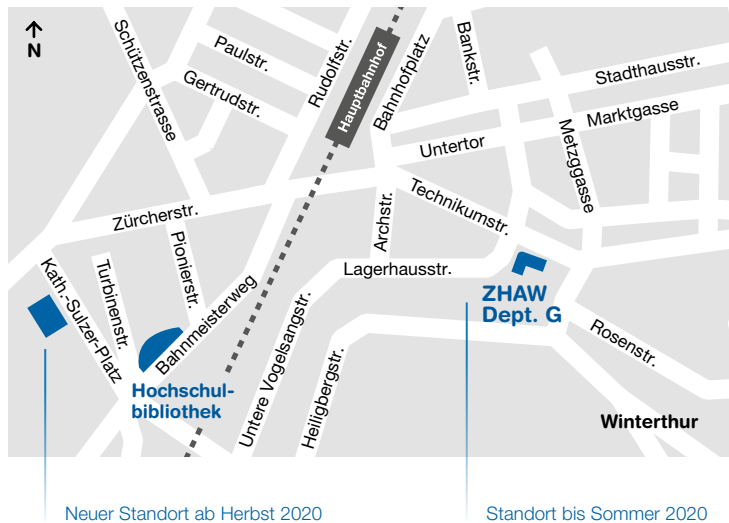 N
Schützenstrasse
Paulstr.
Gertrudstr.
Rudolfstr.
Hauptbahnhof
Bahnhofplatz
Bankstr.
Stadthausstr.
Marktgasse
Metzggasse
Untertor
Technikumstr.
Zürcherstr.
Pionierstr.
Archstr.
Lagerhausstr.
Kath.-Sulzer-Platz
Turbinenstr.
Bahnmeisterweg
ZHAW
Dept. G
Untere Vogelsangstr.
Heiligbergstr.
Rosenstr.
Hochschul-
bibliothek
Winterthur
Neuer Standort ab Herbst 2020
Standort bis Sommer 2020